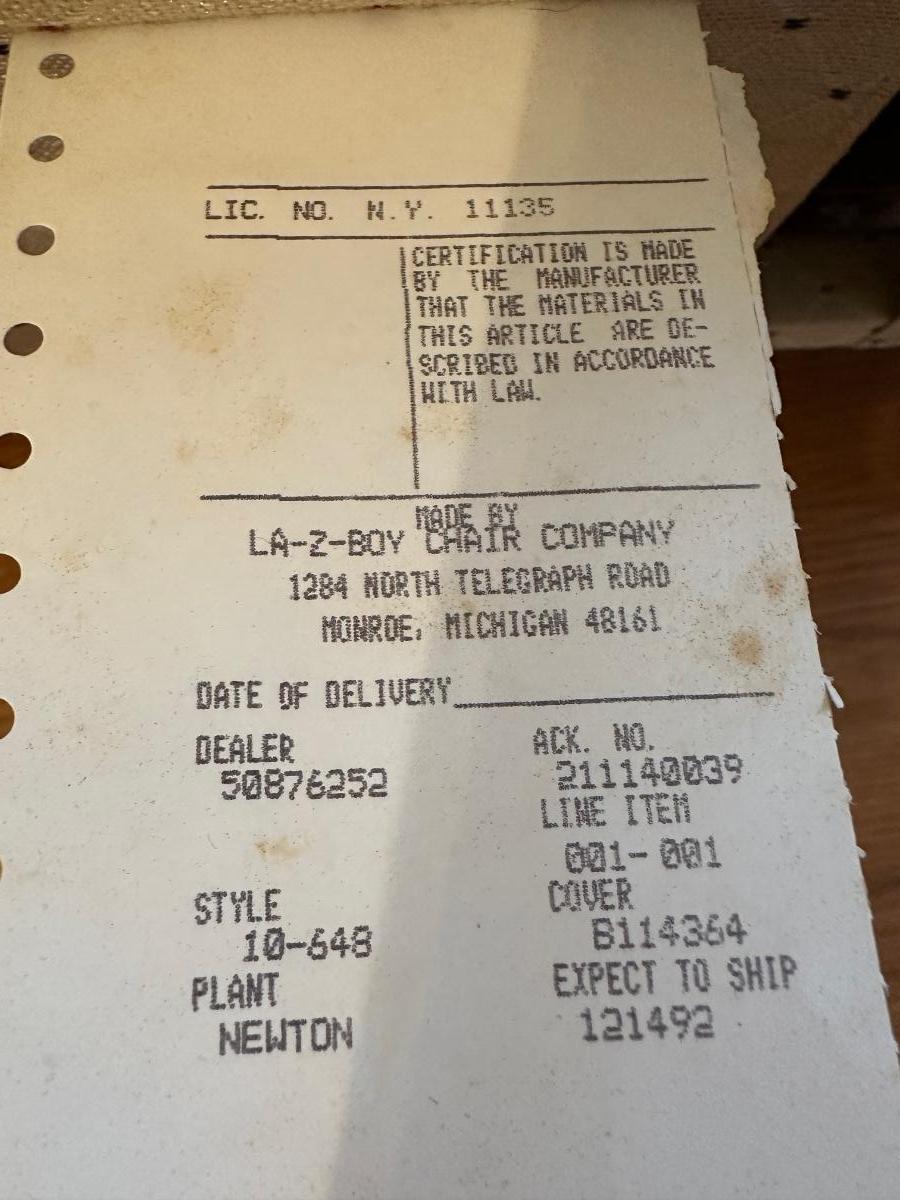 LIC. NO. N.Y. 11135
CERTIFICATION IS MADE
BY THE MANUFACTURER
THAT THE MATERIALS IN
THIS ARTICLE ARE DE-
SCRIBED IN ACCORDANCE
WITH LAW.
MADE BY
LA-Z-BOY CHAIR COMPANY
1284 NORTH TELEGRAPH ROAD
MONROE, MICHIGAN 48161
DATE OF DELIVERY
DEALER
50876252
ACK. NO.
211140039
LINE ITEM
001-001
STYLE
10-648
COVER
B114364
PLANT
NEWTON
EXPECT TO SHIP
121492